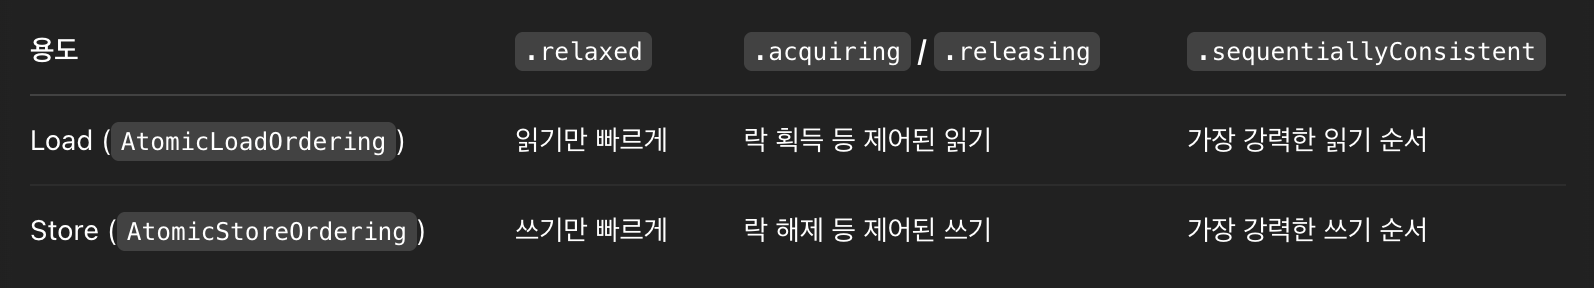 용도 .relaxed .acquiring / .releasing .sequentiallyConsistent
Load (AtomicLoadOrdering) 읽기만 빠르게 락 획득 등 제어된 읽기 가장 강력한 읽기 순서
Store (AtomicStoreOrdering) 쓰기만 빠르게 락 해제 등 제어된 쓰기 가장 강력한 쓰기 순서